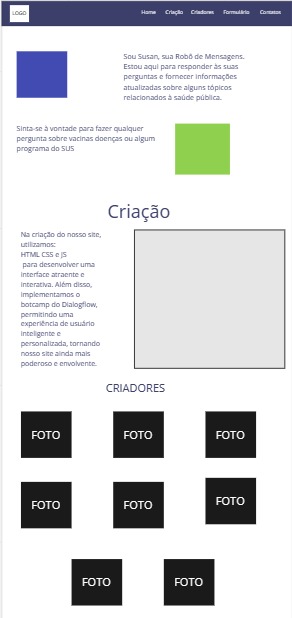 LOGO
Home Criação Criadores Formulário Contatos
Sou Susan, sua Robô de Mensagens.
Estou aqui para responder às suas
perguntas e fornecer informações
atualizadas sobre alguns tópicos
relacionados à saúde pública.
Sinta-se à vontade para fazer qualquer
pergunta sobre vacinas doenças ou algum
programa do SUS
Criação
Na criação do nosso site,
utilizamos:
HTML CSS e JS
para desenvolver uma
interface atraente e
interativa. Além disso,
implementamos o
botcamp do Dialogflow,
permitindo uma
experiência de usuário
inteligente e
personalizada, tornando
nosso site ainda mais
poderoso e envolvente.
CRIADORES
FOTO FOTO FOTO
FOTO FOTO FOTO
FOTO FOTO